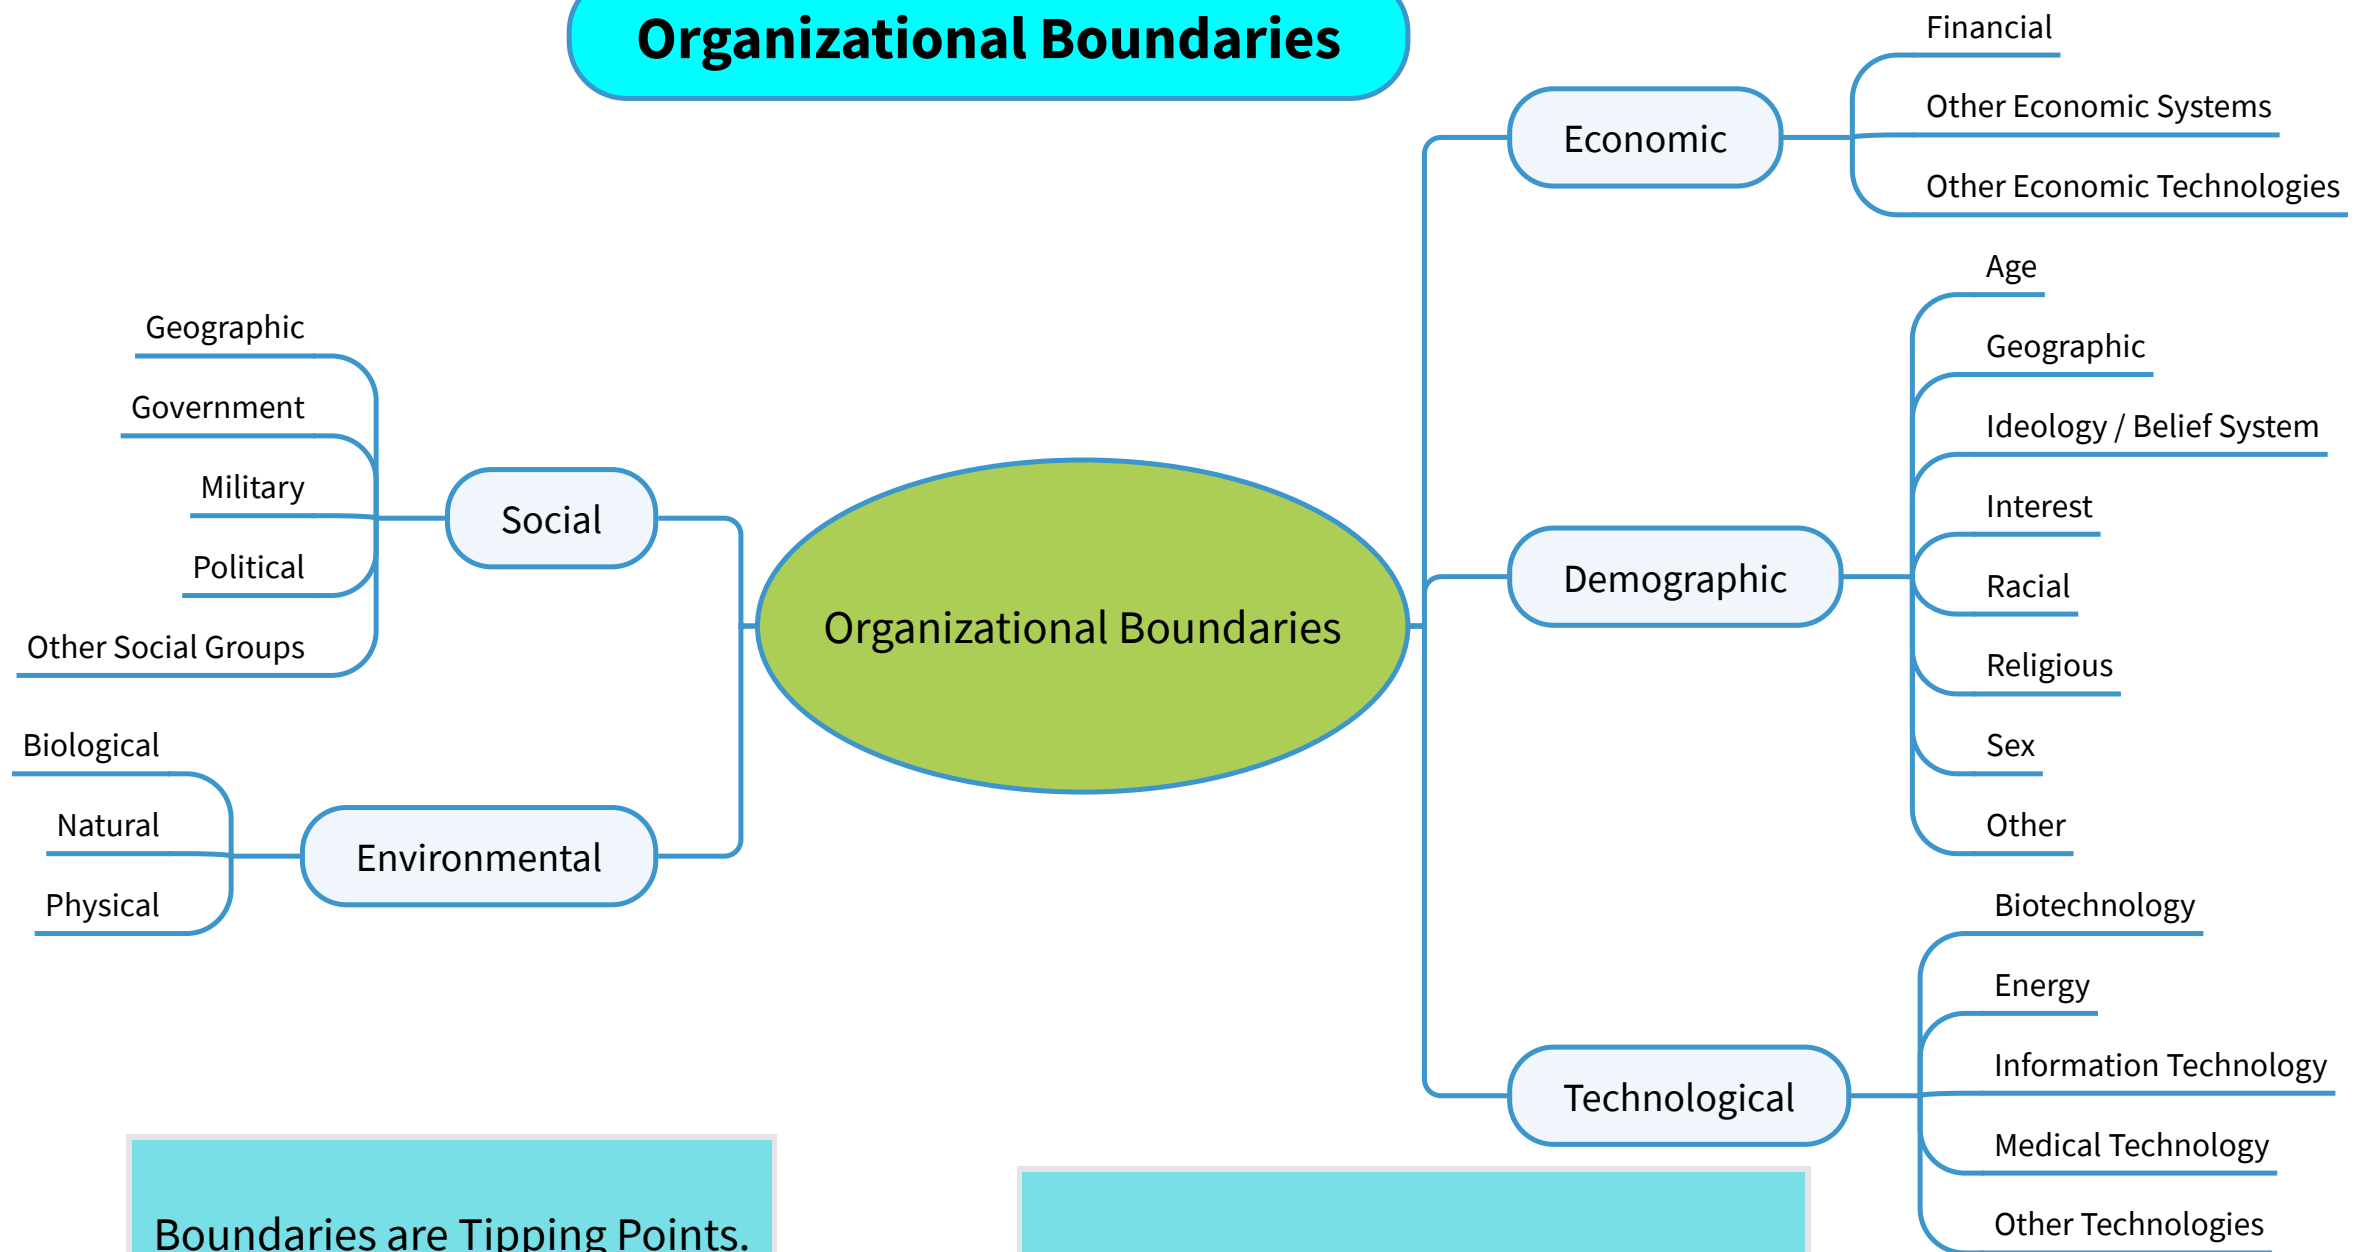 Organizational Boundaries
Financial
Other Economic Systems
Other Economic Technologies
Economic
Age
Geographic
Ideology / Belief System
Interest
Racial
Religious
Sex
Other
Demographic
Biotechnology
Energy
Information Technology
Medical Technology
Other Technologies
Technological
Organizational Boundaries
Social
Geographic
Government
Military
Political
Other Social Groups
Environmental
Biological
Natural
Physical
Boundaries are Tipping Points.